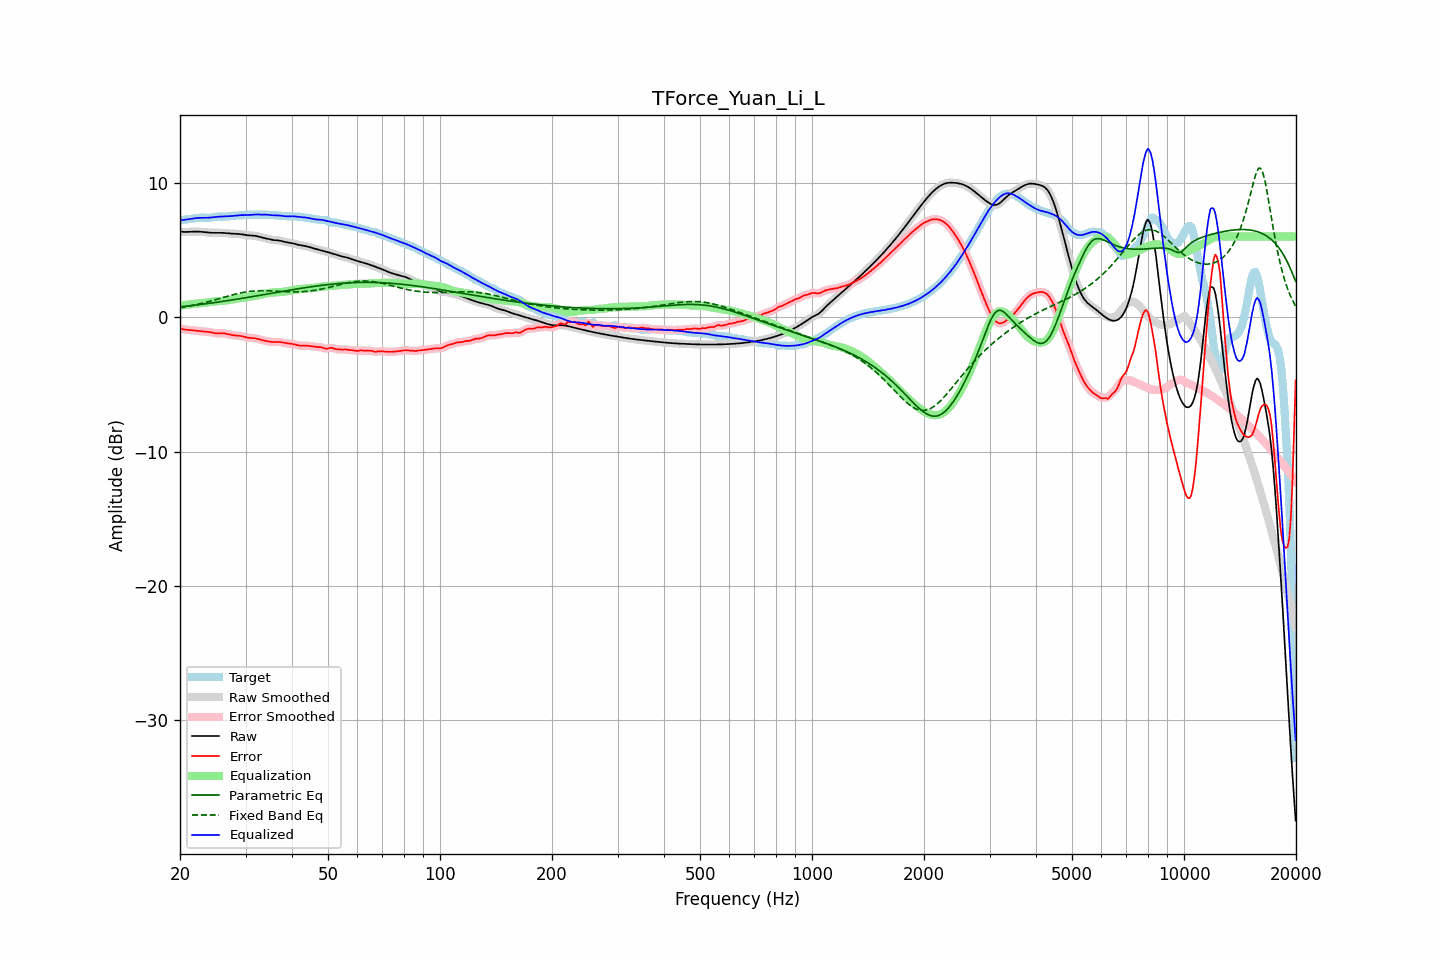 TForce_Yuan_Li_L
Amplitude (dBr)
10
0
−10
−20
−30
Target
Raw Smoothed
Error Smoothed
Raw
Error
Equalization
Parametric Eq
Fixed Band Eq
Equalized
20 50 100 200 500 1000 2000 5000 10000 20000
Frequency (Hz)